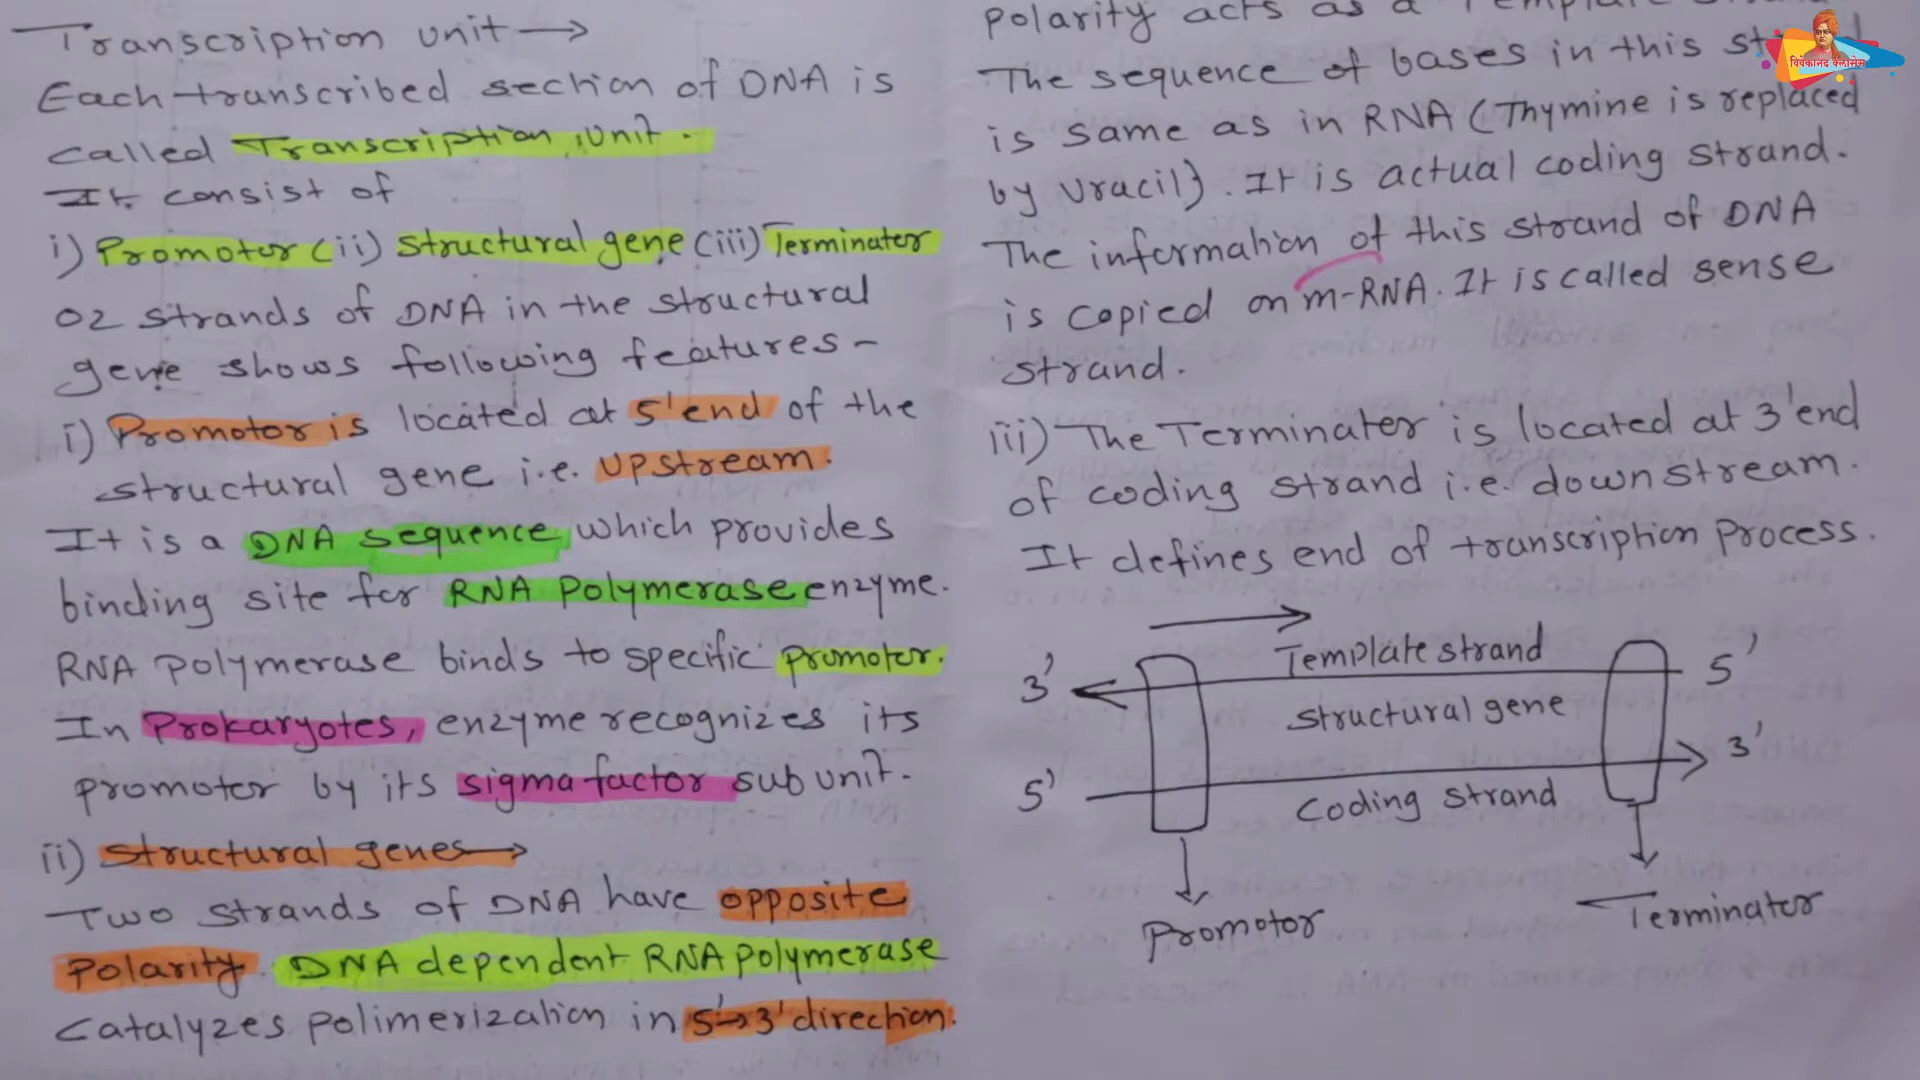 Transcription unit →
Each transcribed section of DNA is
called Transcription unit.
It consist of
i) Promotor (ii) structural gene (iii) Terminator
02 strands of DNA in the structural
gene shows following features-
i) Promotor is located at 5' end of the
structural gene i.e. upstream.
It is a DNA sequence which provides
binding site for RNA polymerase enzyme.
RNA polymerase binds to specific promoter.
In Prokaryotes, enzyme recognizes its
promoter by its sigma factor sub unit.
ii) Structural genes →
Two strands of DNA have opposite
polarity. DNA dependent RNA polymerase
catalyzes polimerization in 5'→3' direction.
polarity acts as a Template
The sequence of bases in this
is same as in RNA (Thymine is replaced
by Uracil). It is actual coding strand.
The information of this strand of DNA
is copied on m-RNA. It is called sense
strand.
iii) The Terminater is located at 3' end
of coding strand i.e. down stream.
It defines end of transcription process.
3' Template strand 5'
structural gene
5' Coding strand 3'
Promotor Terminator
विवेकानन्द क्लासेस